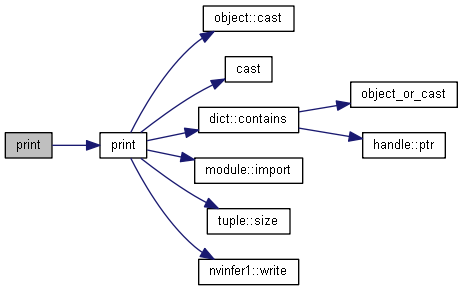 print
print
object::cast
cast
dict::contains
module::import
tuple::size
nvinfer1::write
object_or_cast
handle::ptr